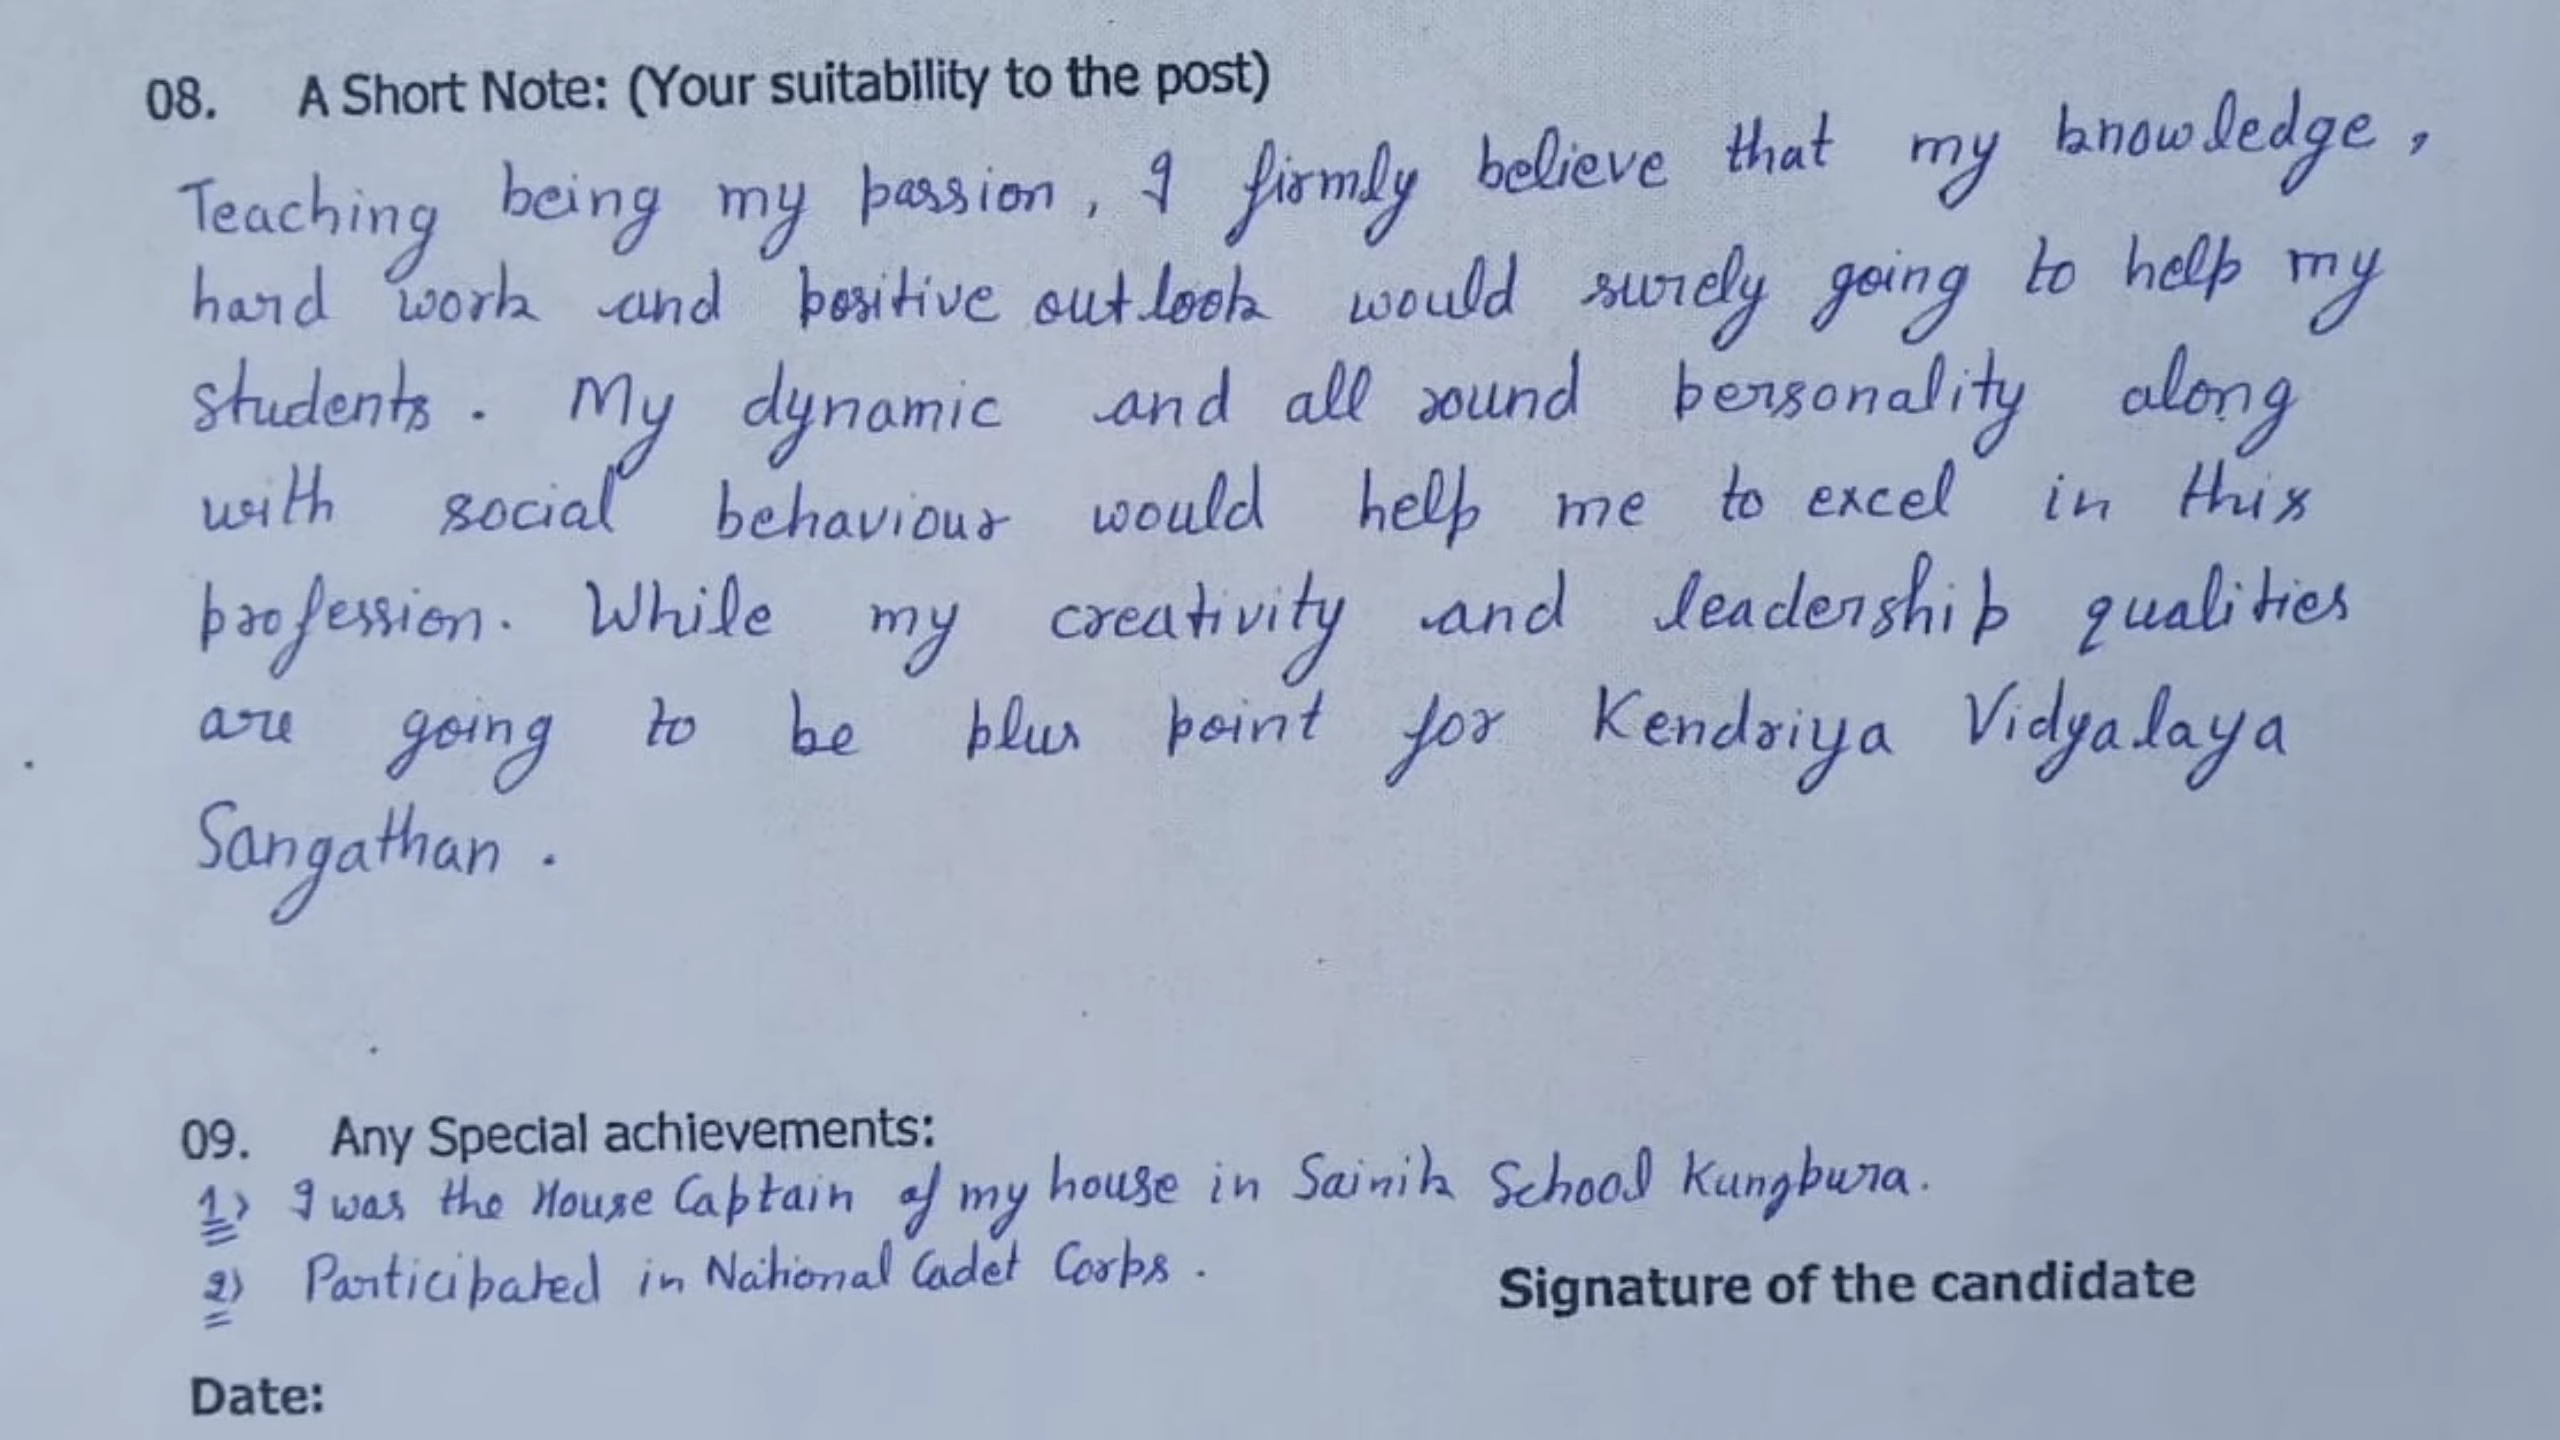 08. A Short Note: (Your suitability to the post)
Teaching being my passion, I firmly believe that my knowledge,
hard work and positive outlook would surely going to help my
students. My dynamic and all round personality along
with social behaviour would help me to excel in this
profession. While my creativity and leadership qualities
are going to be plus point for Kendriya Vidyalaya
Sangathan.
09. Any Special achievements:
1) I was the House Captain of my house in Sainik School Kunjpura.
2) Participated in National Cadet Corps.
Signature of the candidate
Date: